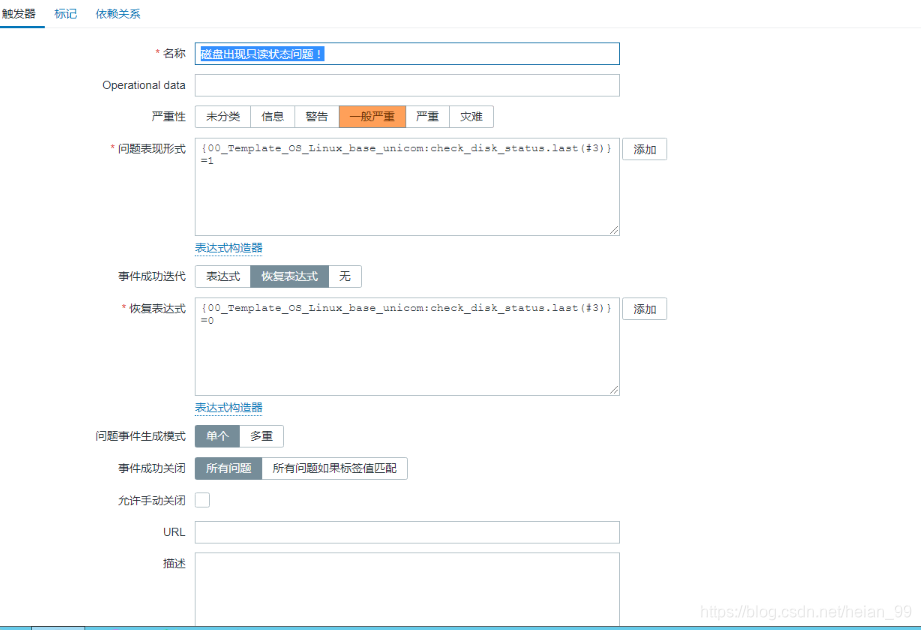 触发器 标记 依赖关系
* 名称 磁盘出现只读状态问题！
Operational data
严重性 未分类 信息 警告 一般严重 严重 灾难
* 问题表现形式 {00_Template_OS_Linux_base_unicom:check_disk_status.last(#3)} 添加
=1
表达式构造器
事件成功迭代 表达式 恢复表达式 无
* 恢复表达式 {00_Template_OS_Linux_base_unicom:check_disk_status.last(#3)} 添加
=0
表达式构造器
问题事件生成模式 单个 多重
事件成功关闭 所有问题 所有问题如果标签值匹配
允许手动关闭
URL
描述
https://blog.csdn.net/heian_99